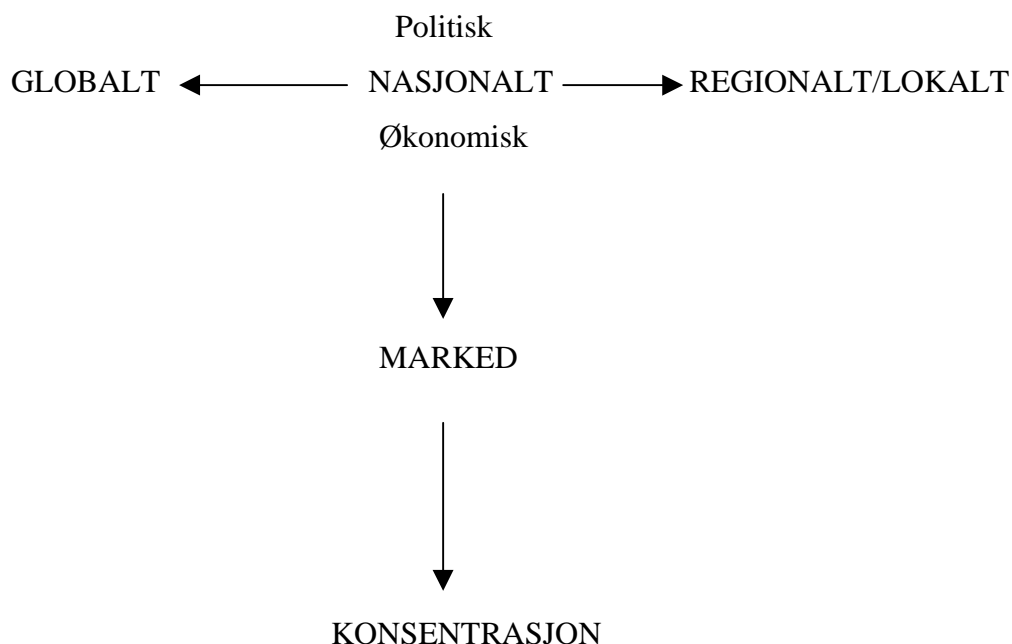 Politisk
GLOBALT NASJONALT REGIONALT/LOKALT
Økonomisk
MARKED
KONSENTRASJON